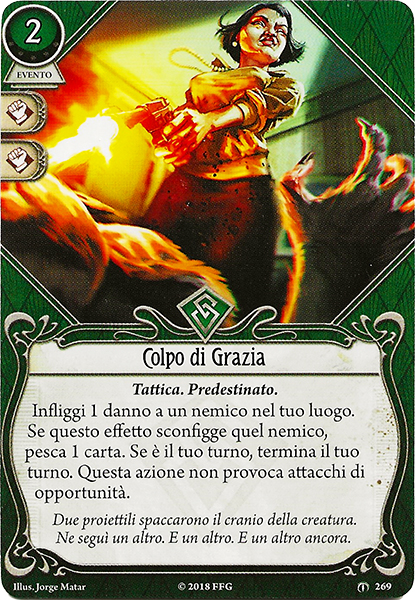 2
EVENTO
Colpo di Grazia
Tattica. Predestinato.
Infliggi 1 danno a un nemico nel tuo luogo.
Se questo effetto sconfigge quel nemico,
pesca 1 carta. Se è il tuo turno, termina il tuo
turno. Questa azione non provoca attacchi di
opportunità.
Due proiettili spaccarono il cranio della creatura.
Ne seguì un altro. E un altro. E un altro ancora.
Illus. Jorge Matar © 2018 FFG 269